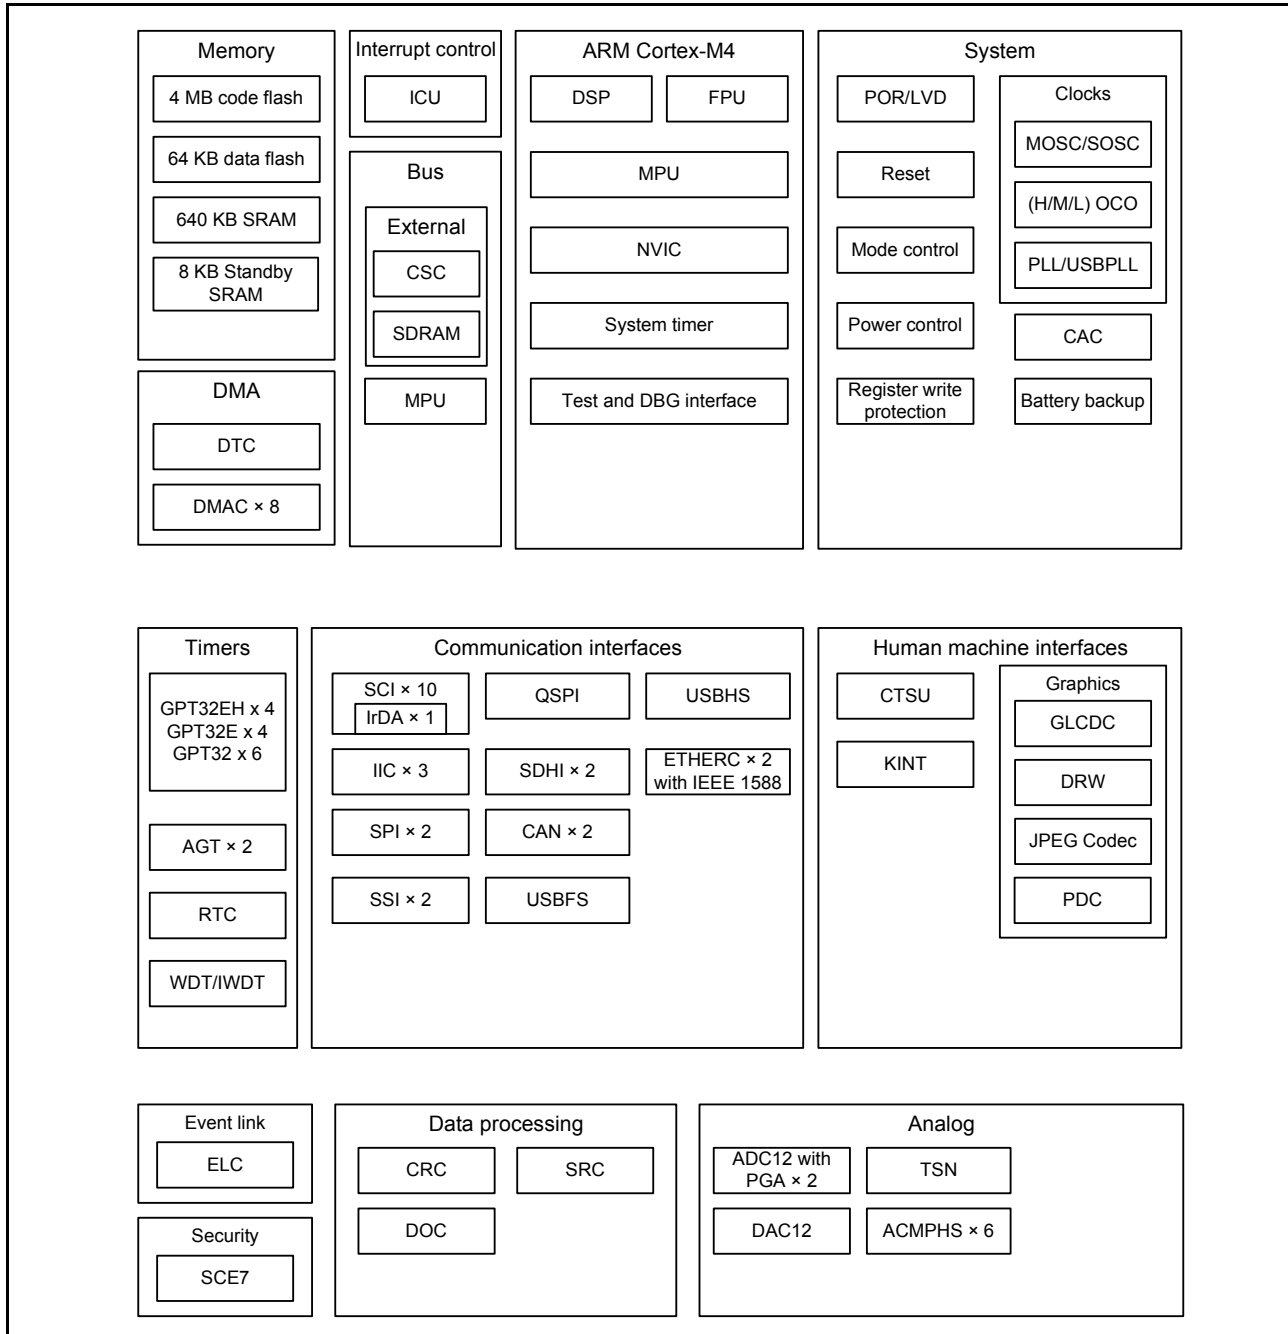 Memory
4 MB code flash
64 KB data flash
640 KB SRAM
8 KB Standby
SRAM
DMA
DTC
DMAC × 8
Interrupt control
ICU
Bus
External
CSC
SDRAM
MPU
ARM Cortex-M4
DSP
FPU
MPU
NVIC
System timer
Test and DBG interface
System
POR/LVD
Reset
Mode control
Power control
Register write
protection
Clocks
MOSC/SOSC
(H/M/L) OCO
PLL/USBPLL
CAC
Battery backup
Timers
GPT32EH x 4
GPT32E x 4
GPT32 x 6
AGT × 2
RTC
WDT/IWDT
Communication interfaces
SCI × 10
IrDA × 1
IIC × 3
SPI × 2
SSI × 2
QSPI
SDHI × 2
CAN × 2
USBFS
USBHS
ETHERC × 2
with IEEE 1588
Human machine interfaces
CTSU
KINT
Graphics
GLCDC
DRW
JPEG Codec
PDC
Event link
ELC
Security
SCE7
Data processing
CRC
SRC
DOC
Analog
ADC12 with
PGA × 2
TSN
DAC12
ACMPHS × 6